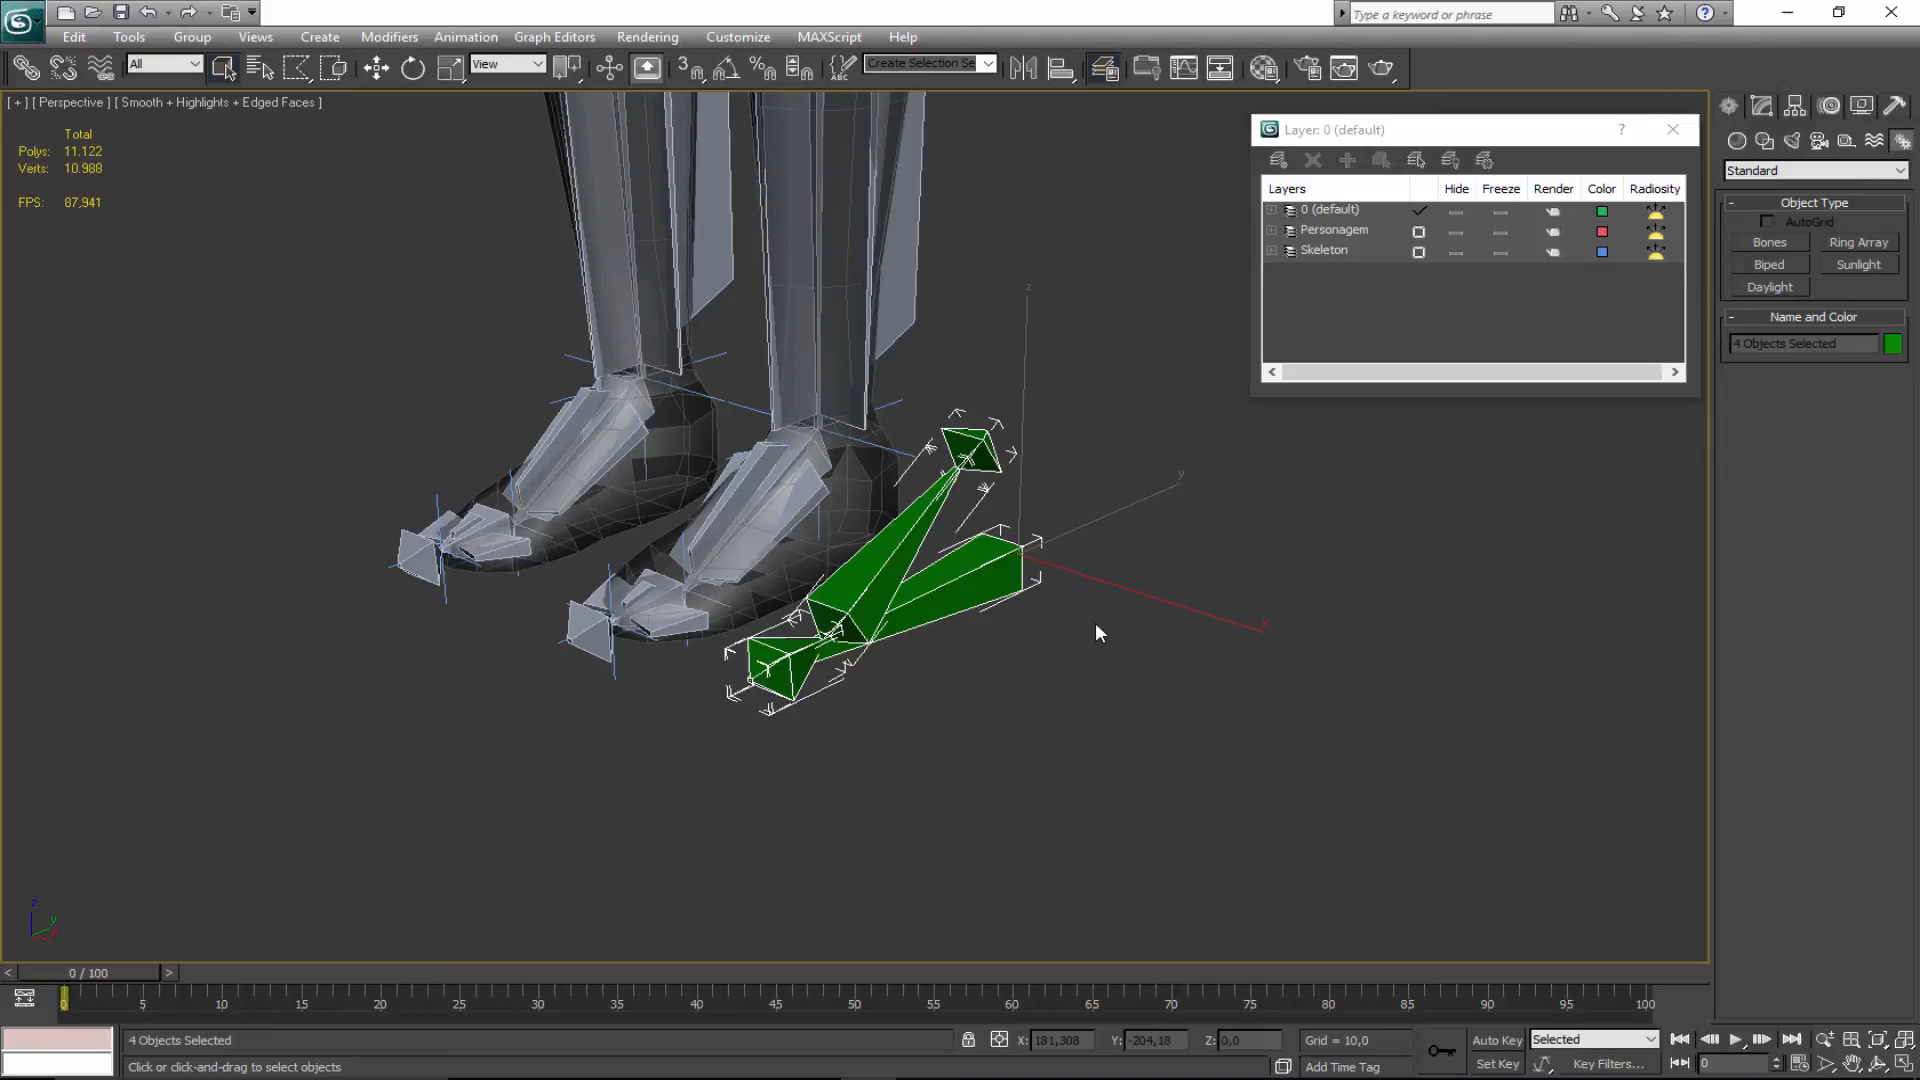 Type a keyword or phrase
Edit Tools Group Views Create Modifiers Animation Graph Editors Rendering Customize MAXScript Help
All View ABC Create Selection Se
[ + ] [ Perspective ] [ Smooth + Highlights + Edged Faces ]
Total
Polys: 11.122
Verts: 10.988
FPS: 87,941
Layer: 0 (default)
Layers Hide Freeze Render Color Radiosity
0 (default)
Personagem
Skeleton
Standard
Object Type
AutoGrid
Bones Ring Array
Biped Sunlight
Daylight
Name and Color
4 Objects Selected
z
y
x
z
y
x
0 / 100
0 5 10 15 20 25 30 35 40 45 50 55 60 65 70 75 80 85 90 95 100
4 Objects Selected X: 181,308 Y: -204,18 Z: 0,0 Grid = 10,0 Auto Key Selected
Click or click-and-drag to select objects Add Time Tag Set Key Key Filters... 0